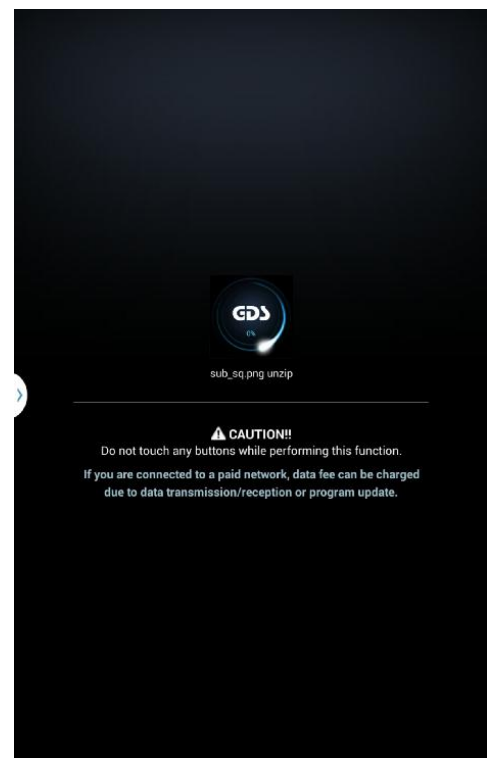 GDS
0%
sub_sq.png unzip
CAUTION!!
Do not touch any buttons while performing this function.
If you are connected to a paid network, data fee can be charged
due to data transmission/reception or program update.